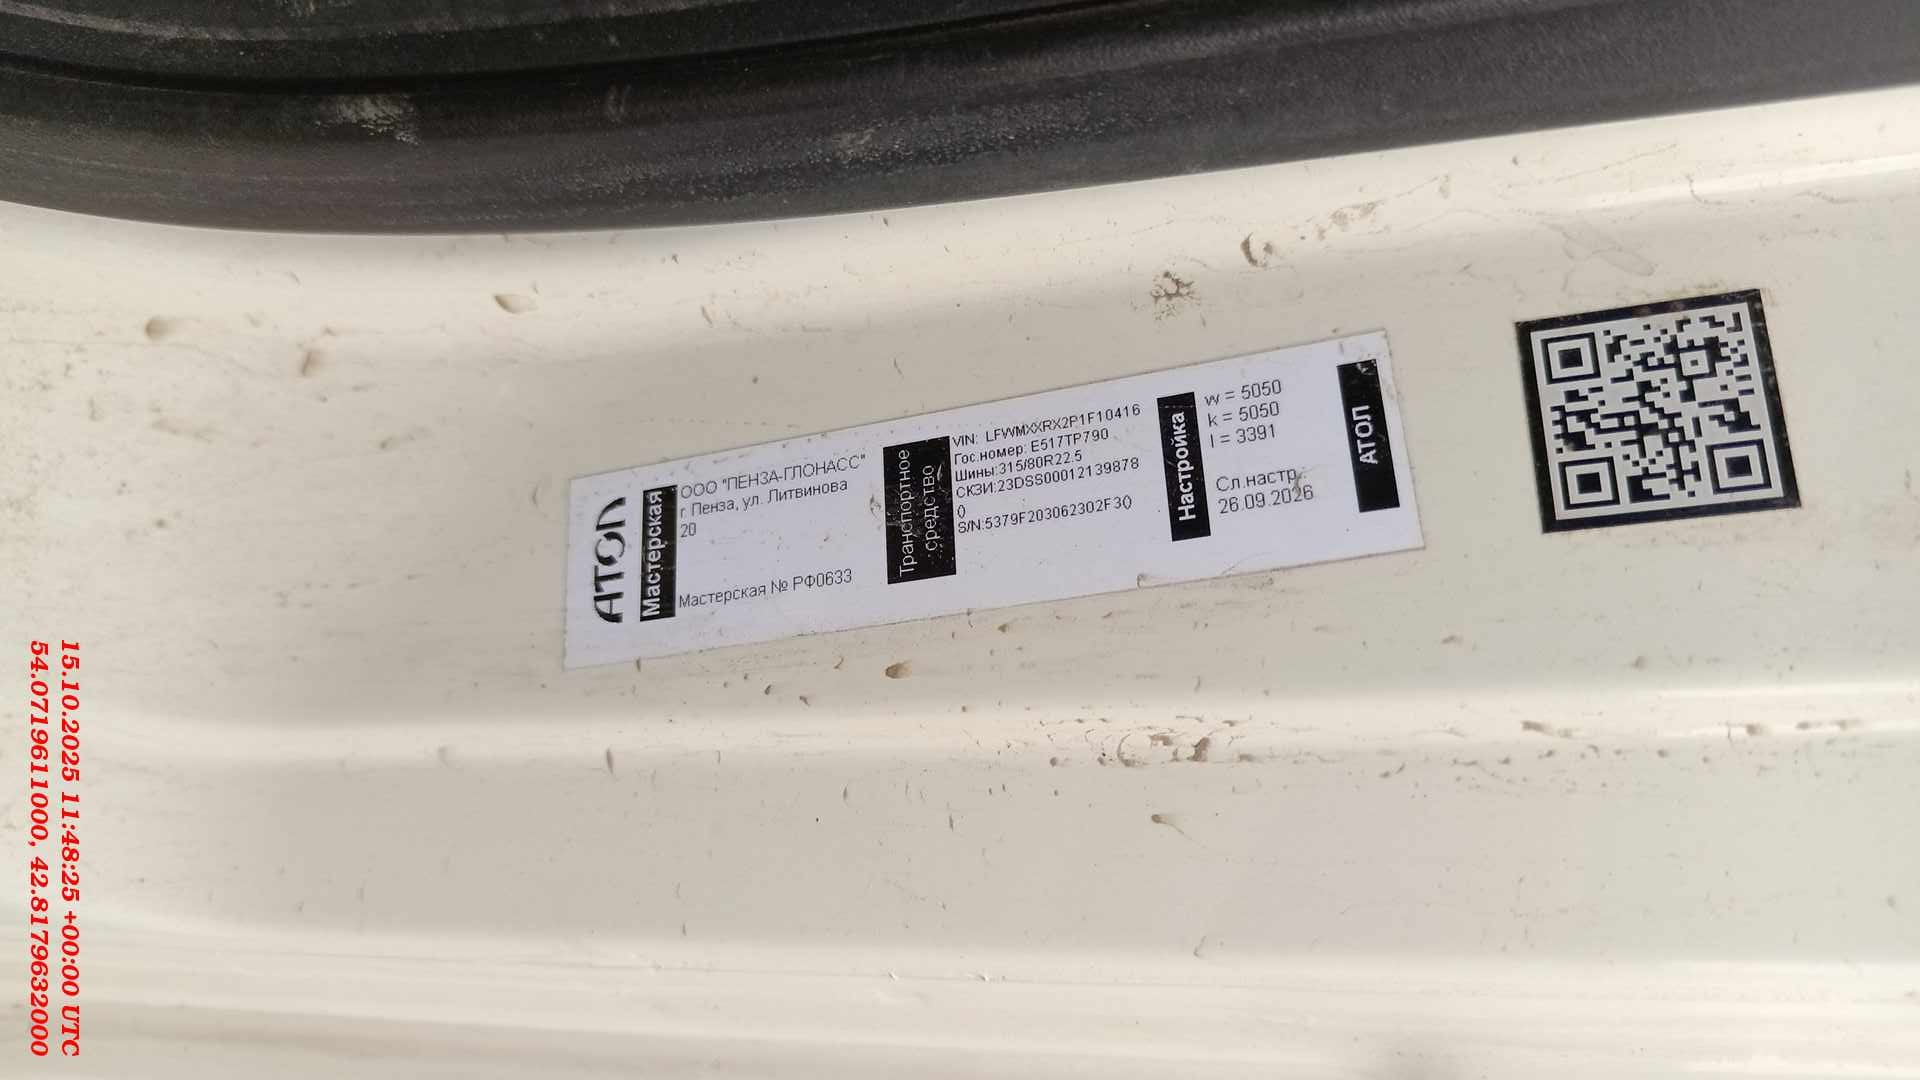 АТОЛ
Мастерская
ООО "ПЕНЗА-ГЛОНАСС"
г. Пенза, ул. Литвинова
20
Мастерская № РФ0633
Транспортное
средство
VIN: LFWMXXRX2P1F10416
Гос.номер: Е517ТР790
Шины:315/80R22.5
СКЗИ:23DSS00012139878
()
S/N:5379F203062302F3()
Настройка
w = 5050
k = 5050
l = 3391
Сл.настр.:
26.09.2026
АТОЛ
15.10.2025 11:48:25 +00:00 UTC
54.0719611000, 42.8179632000